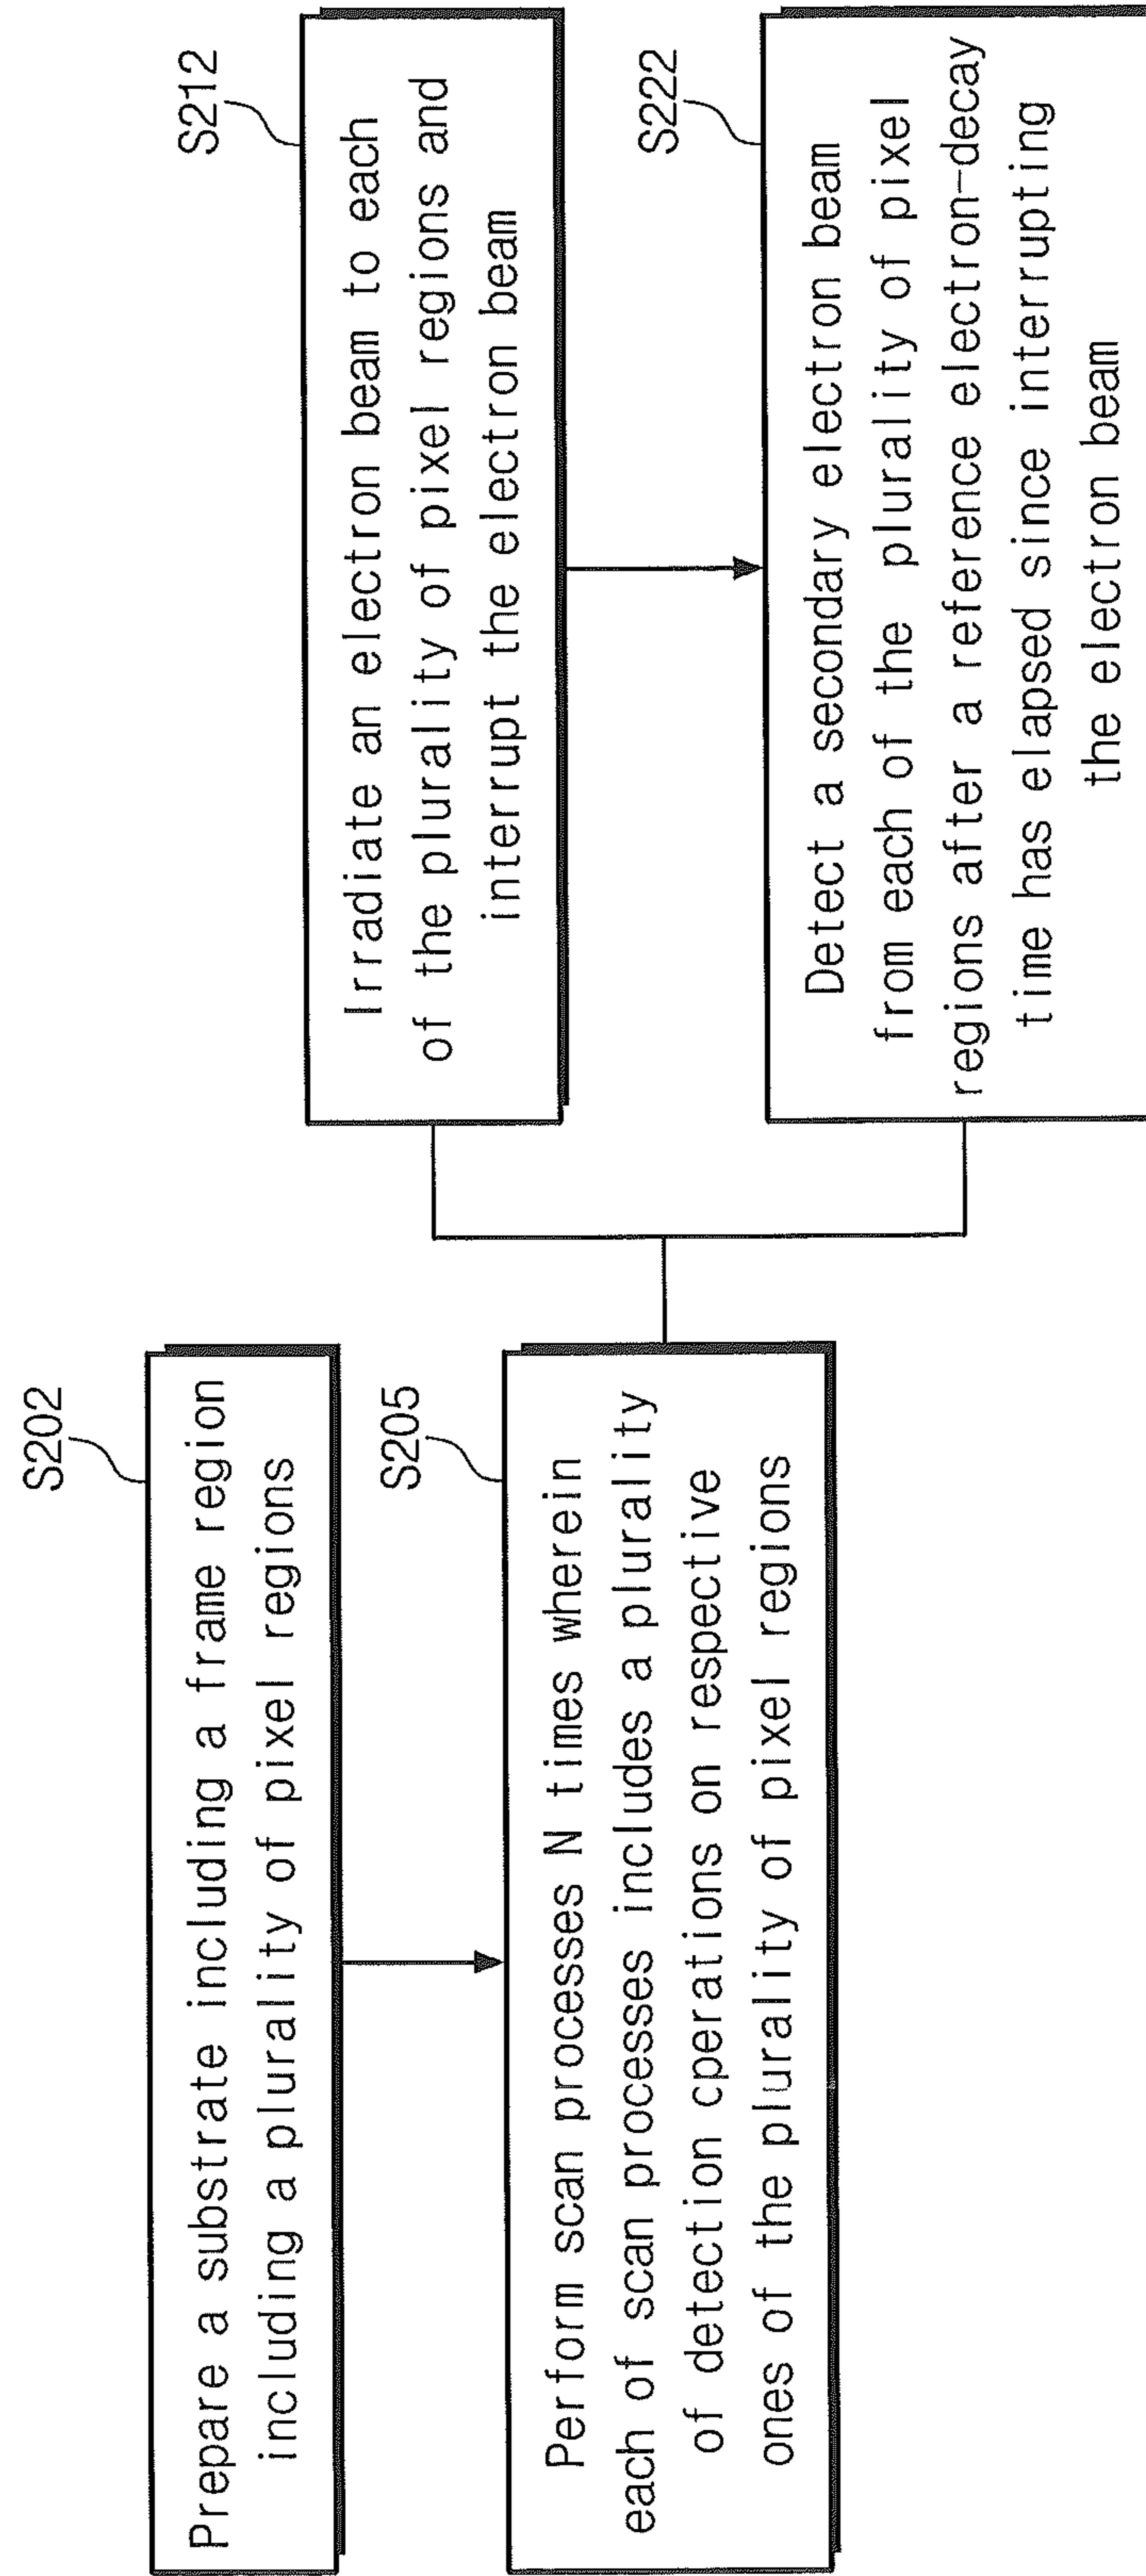 S202
Prepare a substrate including a frame region
including a plurality of pixel regions
S205
Perform scan processes N times wherein
each of scan processes includes a plurality
of detection cperations on respective
ones of the plurality of pixel regions
S212
Irradiate an electron beam to each
of the plurality of pixel regions and
interrupt the electron beam
S222
Detect a secondary electron beam
from each of the plurality of pixel
regions after a reference electron-decay
time has elapsed since interrupting
the electron beam